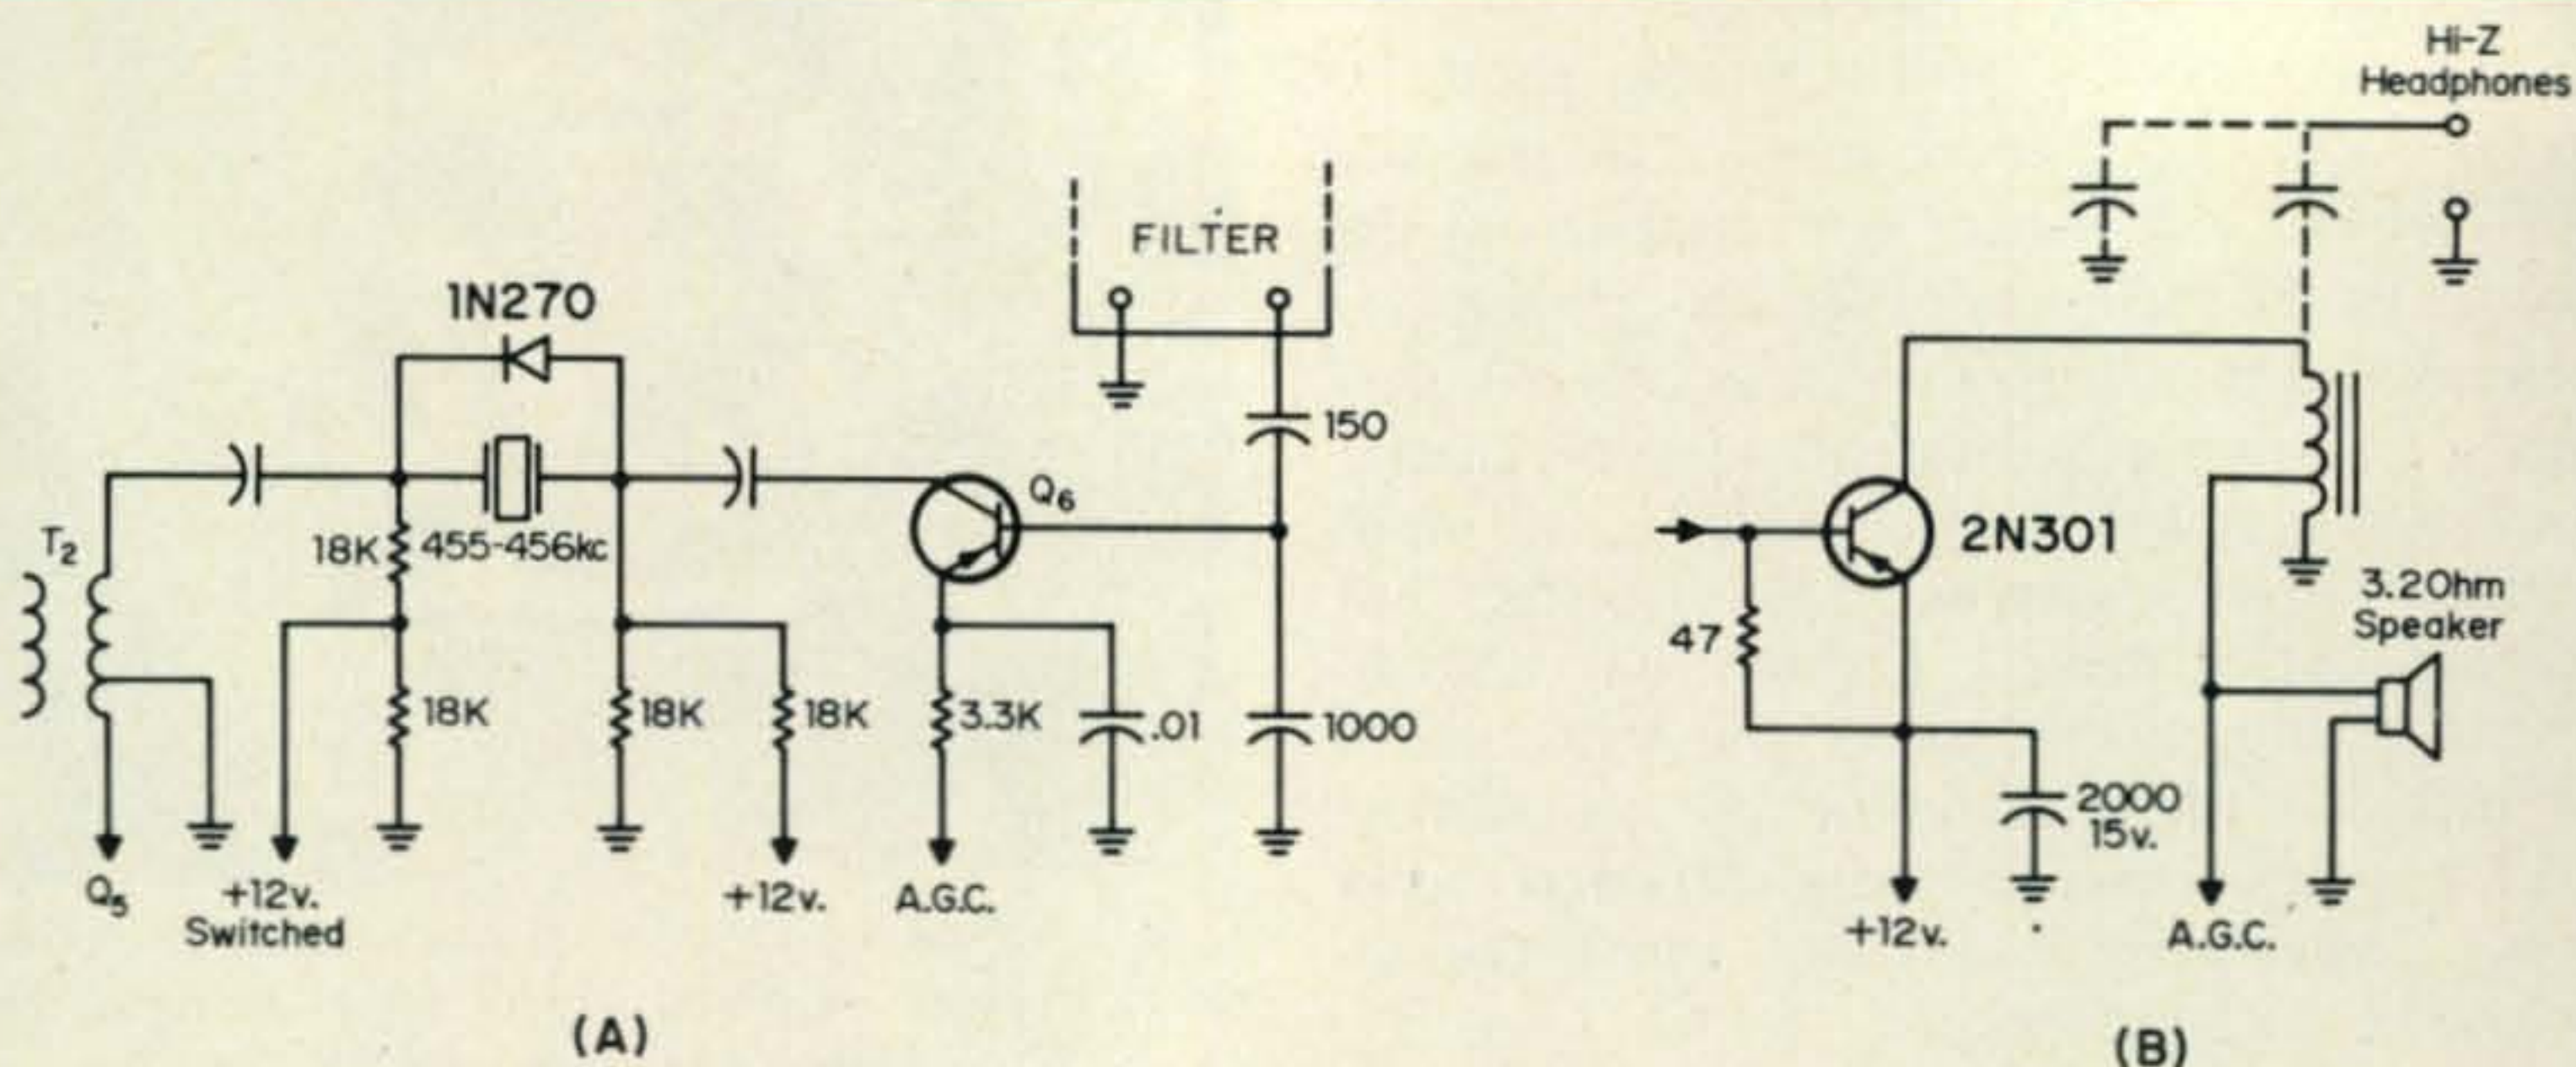 Hi-Z
Headphones
FILTER
1N270
150
Q6
T2
18K
455-456kc
2N301
3.2Ohm
Speaker
47
18K
18K
18K
3.3K
.01
1000
2000
15v.
Q5
+12v.
Switched
+12v.
A.G.C.
+12v.
A.G.C.
(A)
(B)